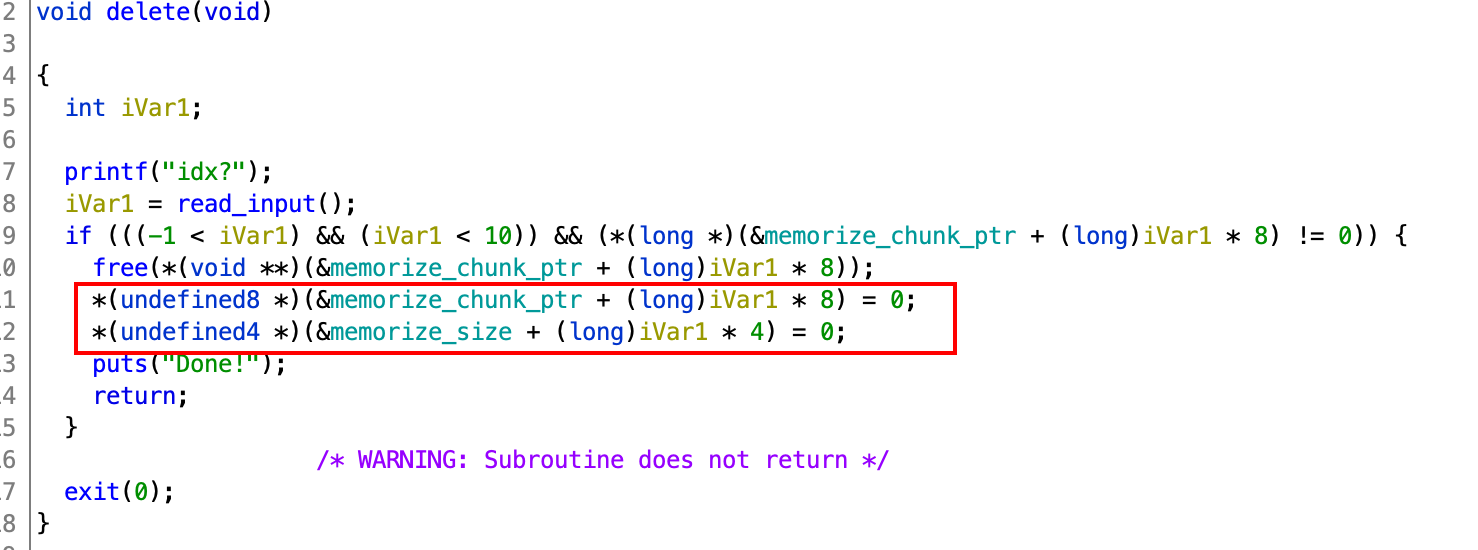 2 void delete(void)
3
4 {
5 int iVar1;
6
7 printf("idx?");
8 iVar1 = read_input();
9 if (((-1 < iVar1) && (iVar1 < 10)) && (*(long *)(&memorize_chunk_ptr + (long)iVar1 * 8) != 0)) {
.0 free(*(void **)(&memorize_chunk_ptr + (long)iVar1 * 8));
.1 *(undefined8 *)(&memorize_chunk_ptr + (long)iVar1 * 8) = 0;
.2 *(undefined4 *)(&memorize_size + (long)iVar1 * 4) = 0;
.3 puts("Done!");
.4 return;
.5 }
.6 /* WARNING: Subroutine does not return */
.7 exit(0);
.8 }